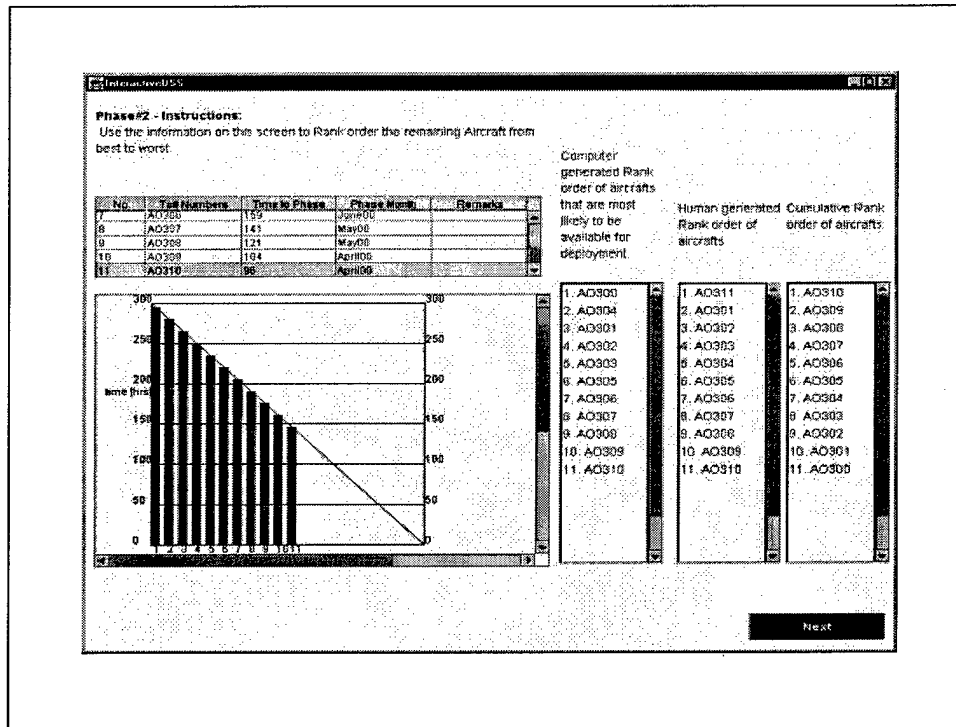 InteractiveDSS
Phase#2 - Instructions:
Use the information on the screen to Rank order the remaining Aircraft from
best to worst.
No. Tail Numbers Time to Phase Phase Month Remarks
7 AO306 159 June00
8 AO307 141 May00
9 AO308 121 May00
10 AO309 104 April00
11 AO310 96 April00
Computer
generated Rank
order of aircrafts
that are most
likely to be
available for
deployment
1. AO300
2. AO304
3. AO301
4. AO302
5. AO303
6. AO305
7. AO306
8. AO307
9. AO308
10. AO309
11. AO310
Human generated
Rank order of
aircrafts
1. AO311
2. AO301
3. AO302
4. AO303
5. AO304
6. AO305
7. AO306
8. AO307
9. AO308
10. AO309
11. AO310
Cumulative Rank
order of aircrafts
1. AO310
2. AO309
3. AO308
4. AO307
5. AO306
6. AO305
7. AO304
8. AO303
9. AO302
10. AO301
11. AO300
300 300
250 250
200 200
time [hrs]
150 150
100 100
50 50
0 0
1 2 3 4 5 6 7 8 9 10 11
Next